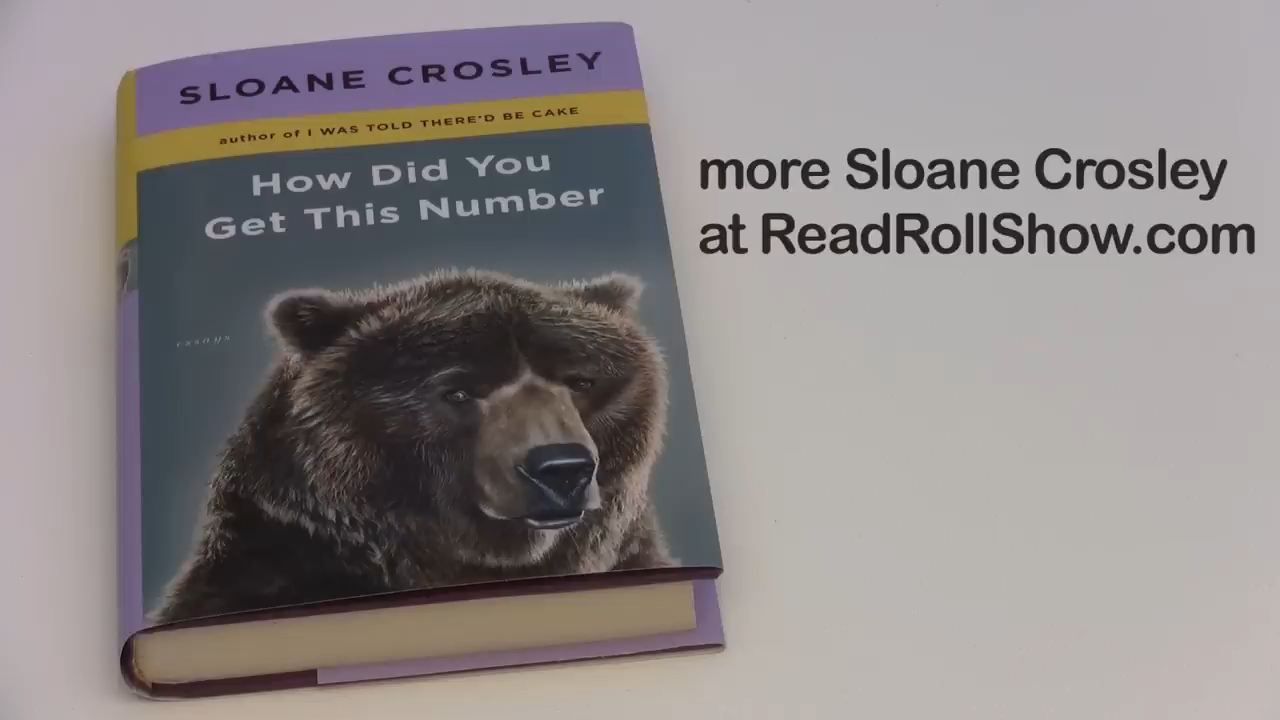 SLOANE CROSLEY
author of I WAS TOLD THERE'D BE CAKE
How Did You
Get This Number
essays
more Sloane Crosley
at ReadRollShow.com